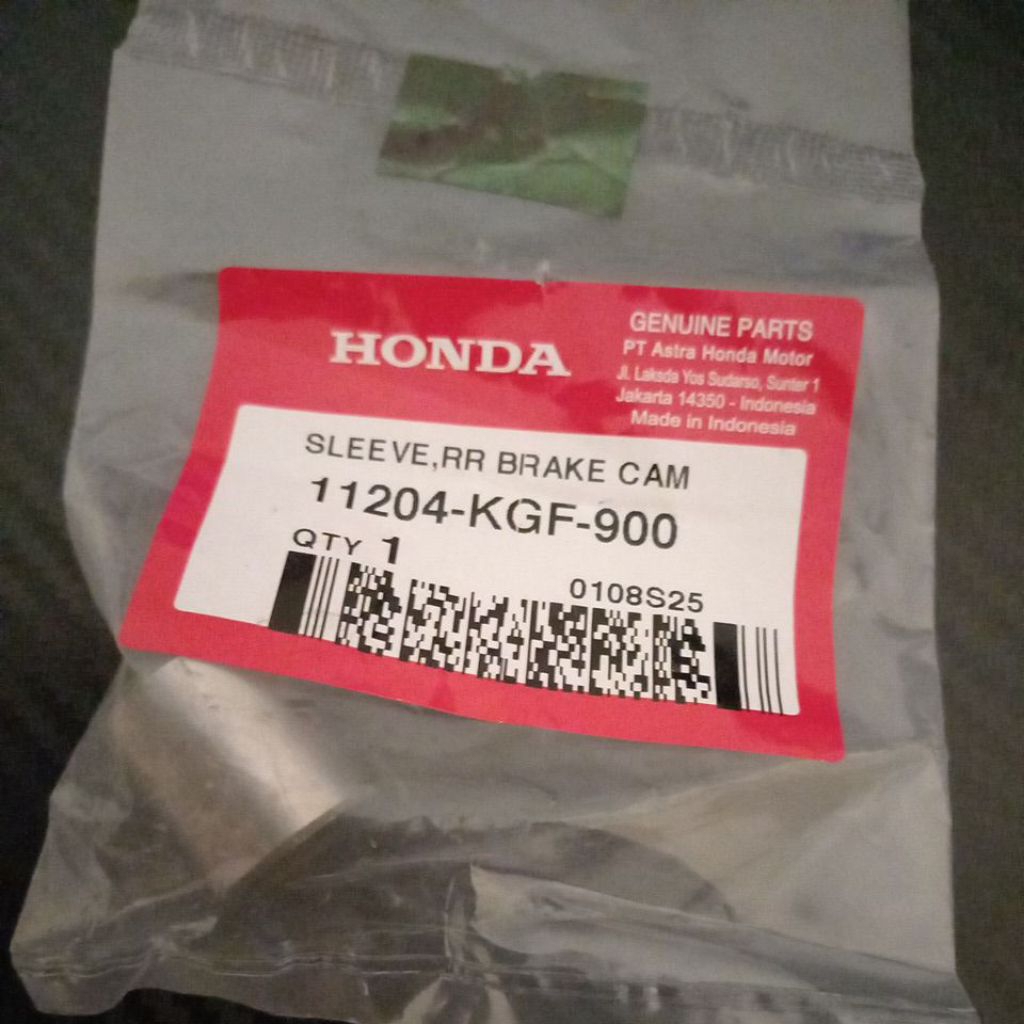 HONDA
GENUINE PARTS
PT Astra Honda Motor
Jl. Laksda Yos Sudarso, Sunter 1
Jakarta 14350 - Indonesia
Made in Indonesia
SLEEVE,RR BRAKE CAM
11204-KGF-900
QTY 1
0108S25